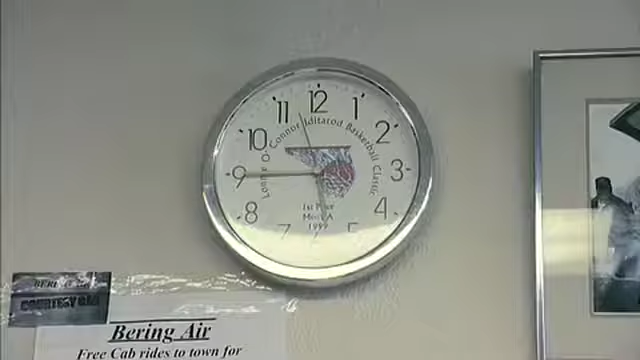 12
1
2
3
4
5
7
8
9
10
11
Lonnie O'Connor Iditarod Basketball Classic
1st Place
Men's A
1999
COURTESY CAR
Bering Air
Free Cab rides to town for